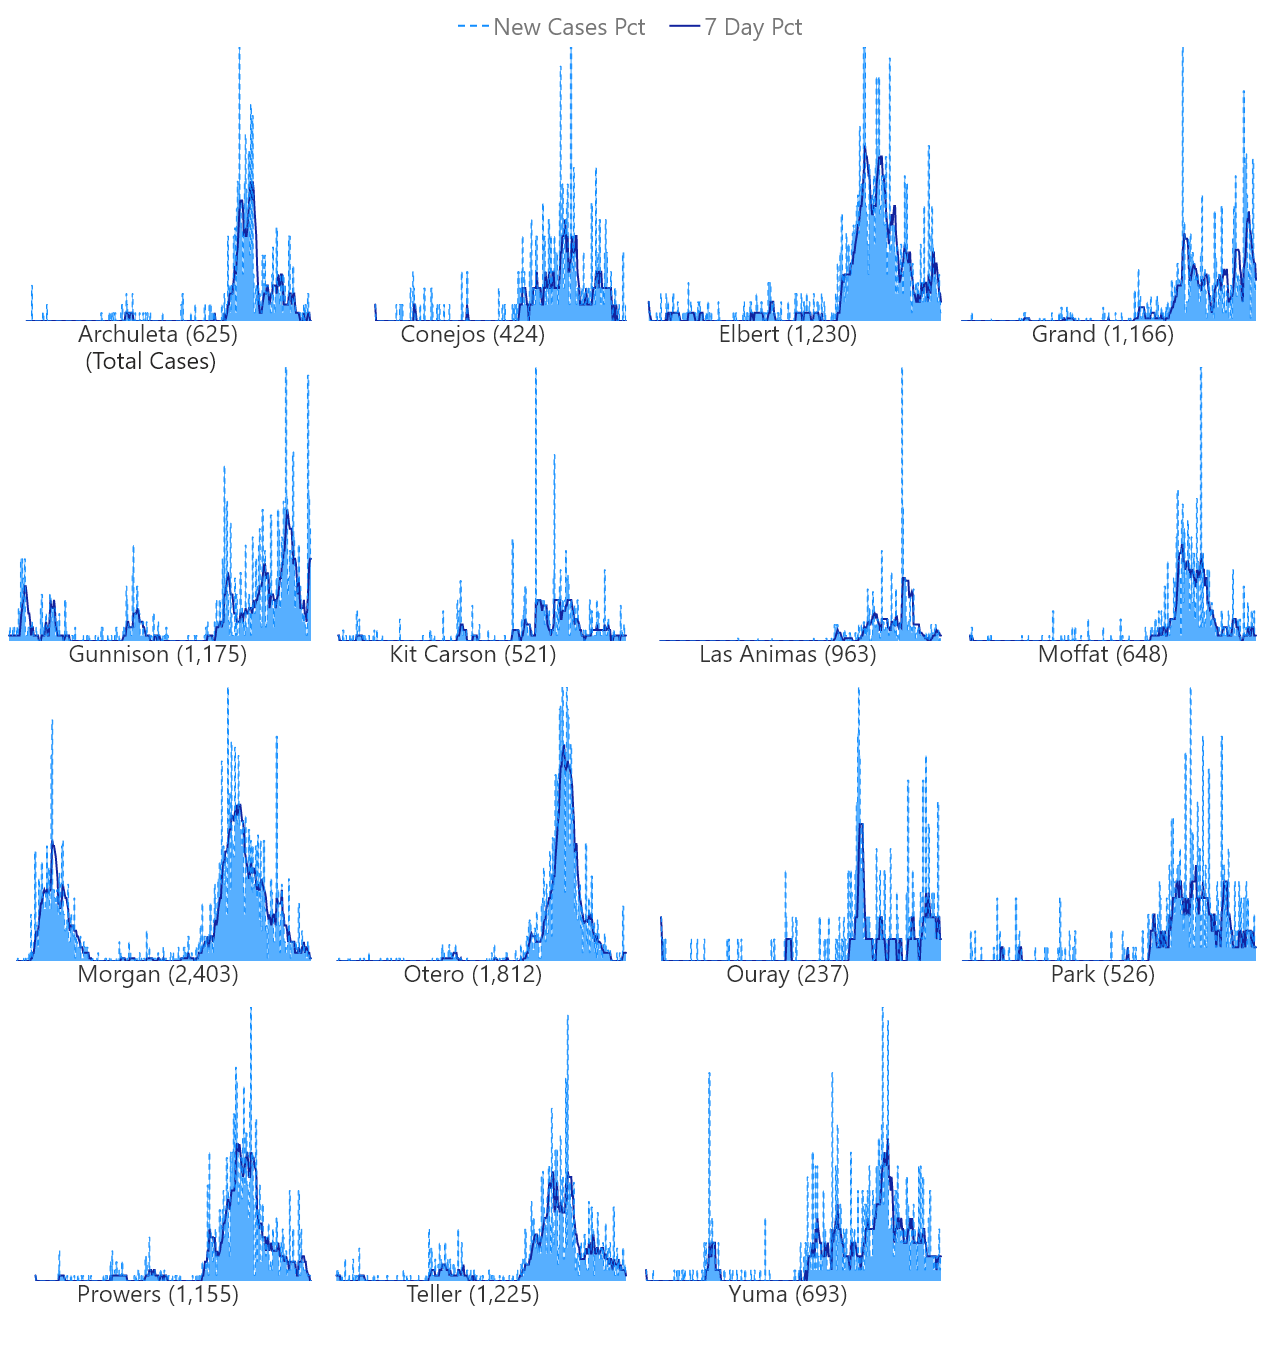 New Cases Pct 7 Day Pct
Archuleta (625) Conejos (424) Elbert (1,230) Grand (1,166)
(Total Cases)
Gunnison (1,175) Kit Carson (521) Las Animas (963) Moffat (648)
Morgan (2,403) Otero (1,812) Ouray (237) Park (526)
Prowers (1,155) Teller (1,225) Yuma (693)